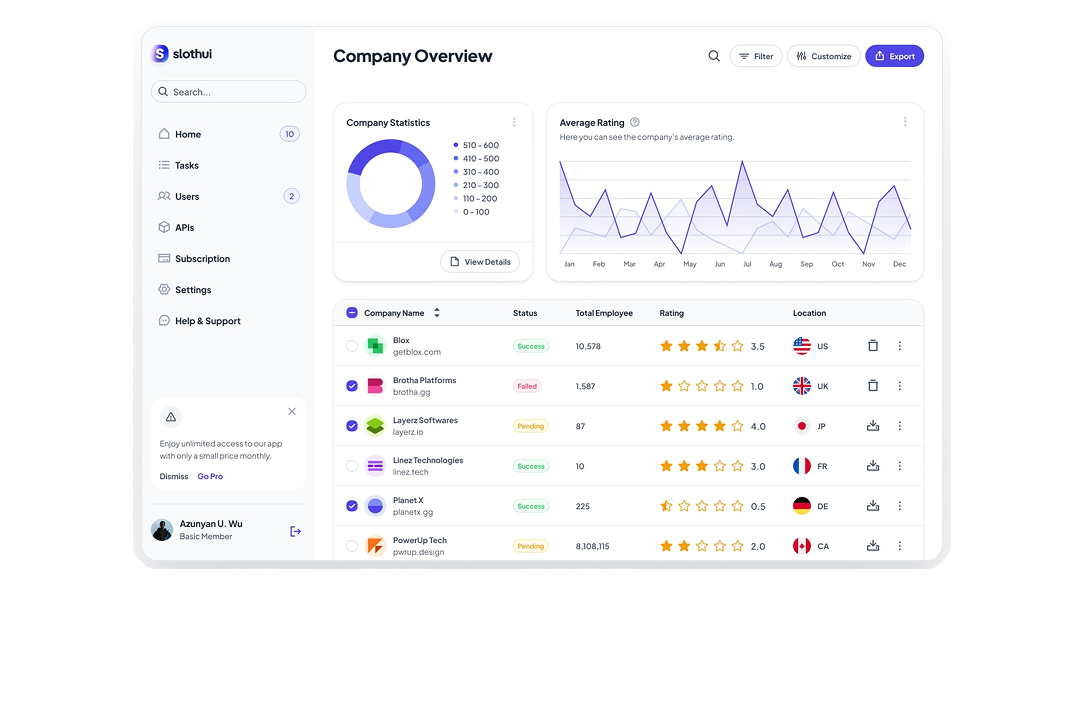 S slothui
Search...
Home 10
Tasks
Users 2
APIs
Subscription
Settings
Help & Support
Enjoy unlimited access to our app
with only a small price monthly.
Dismiss Go Pro
Azunyan U. Wu
Basic Member
Company Overview
Filter
Customize
Export
Company Statistics
510 - 600
410 - 500
310 - 400
210 - 300
110 - 200
0 - 100
View Details
Average Rating
Here you can see the company's average rating.
Jan Feb Mar Apr May Jun Jul Aug Sep Oct Nov Dec
Company Name Status Total Employee Rating Location
Blox
getblox.com
Success 10,578 3.5 US
Brotha Platforms
brotha.gg
Failed 1,587 1.0 UK
Layerz Softwares
layerz.io
Pending 87 4.0 JP
Linez Technologies
linez.tech
Success 10 3.0 FR
Planet X
planetx.gg
Success 225 0.5 DE
PowerUp Tech
pwrup.design
Pending 8,108,115 2.0 CA